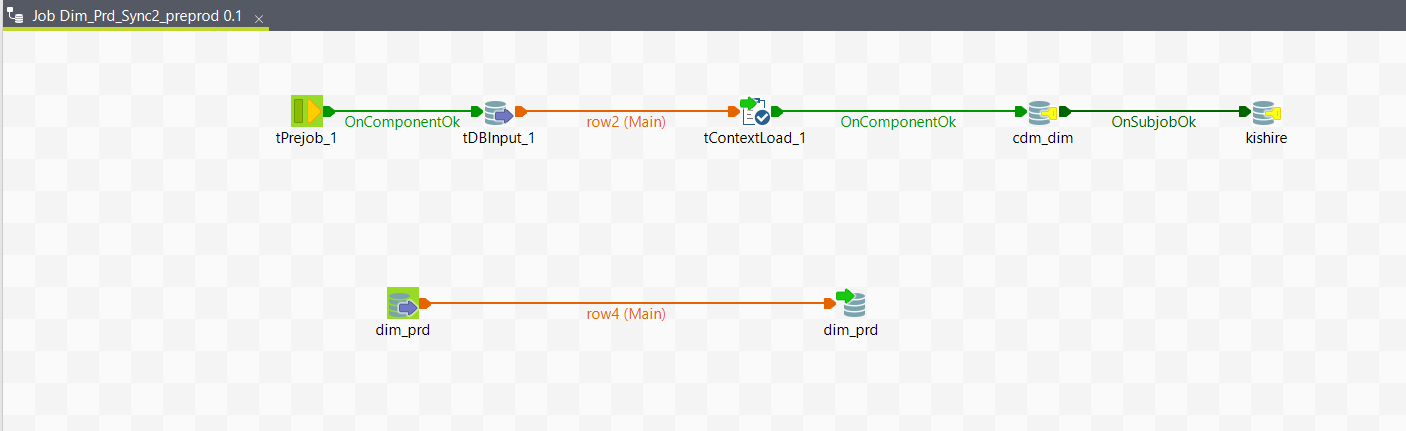 Job Dim_Prd_Sync2_preprod 0.1
OnComponentOk
row2 (Main)
OnComponentOk
OnSubjobOk
tPrejob_1
tDBInput_1
tContextLoad_1
cdm_dim
kishire
row4 (Main)
dim_prd
dim_prd